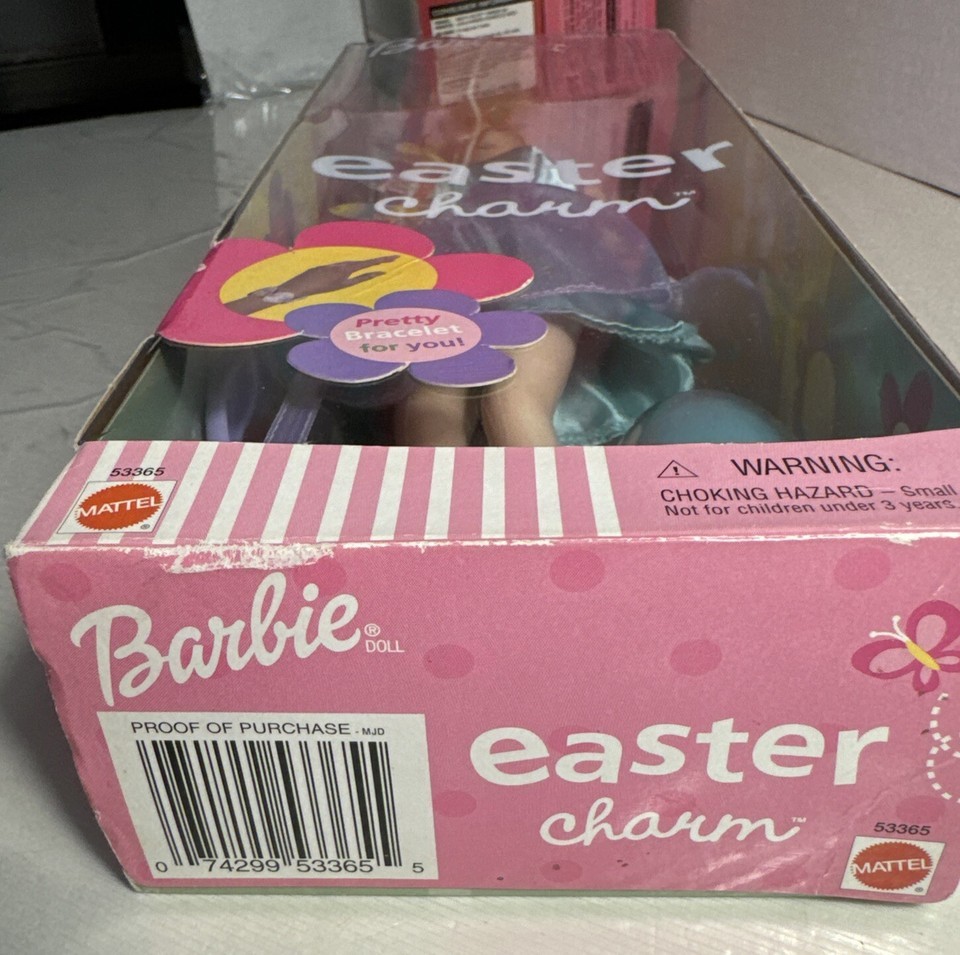 Barbie
easter
charm™
Pretty
Bracelet
for you!
53365
MATTEL
®
WARNING:
CHOKING HAZARD – Small
Not for children under 3 years.
Barbie®
DOLL
PROOF OF PURCHASE - MJD
0 74299 53365 5
easter
charm™
53365
MATTEL
®